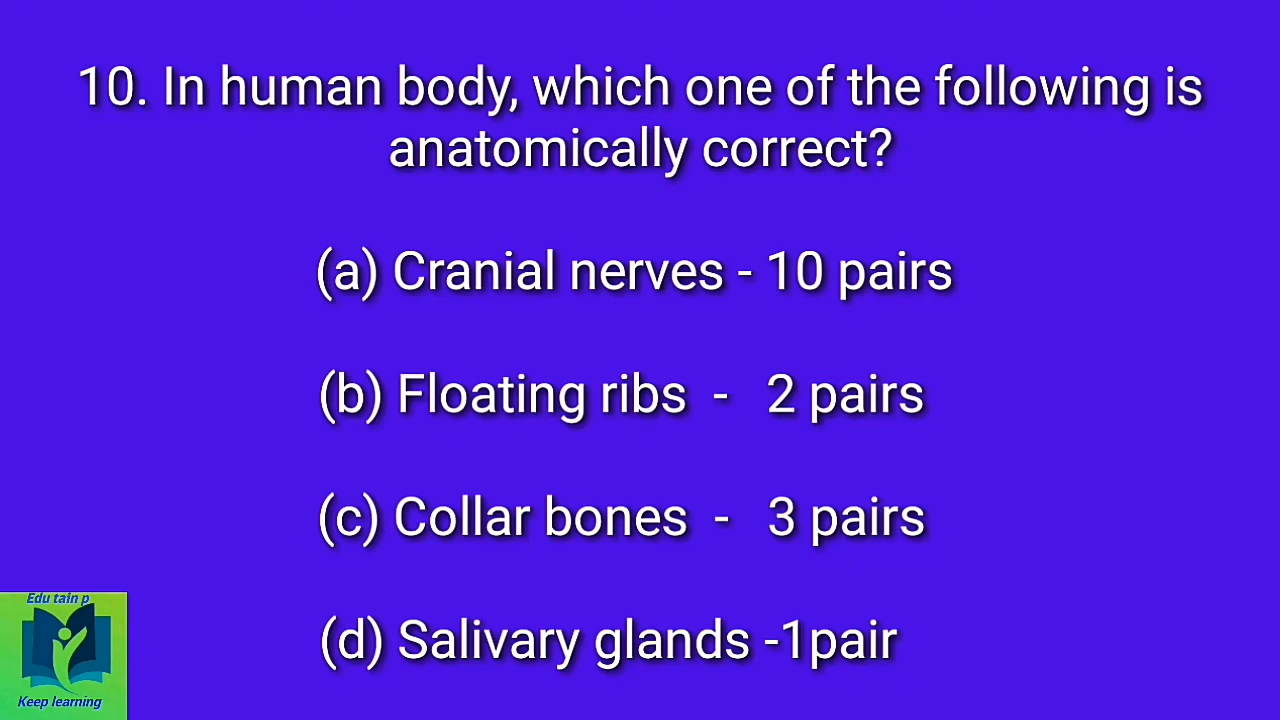 10. In human body, which one of the following is
anatomically correct?
(a) Cranial nerves - 10 pairs
(b) Floating ribs - 2 pairs
(c) Collar bones - 3 pairs
(d) Salivary glands -1pair
Edu tain p
Keep learning